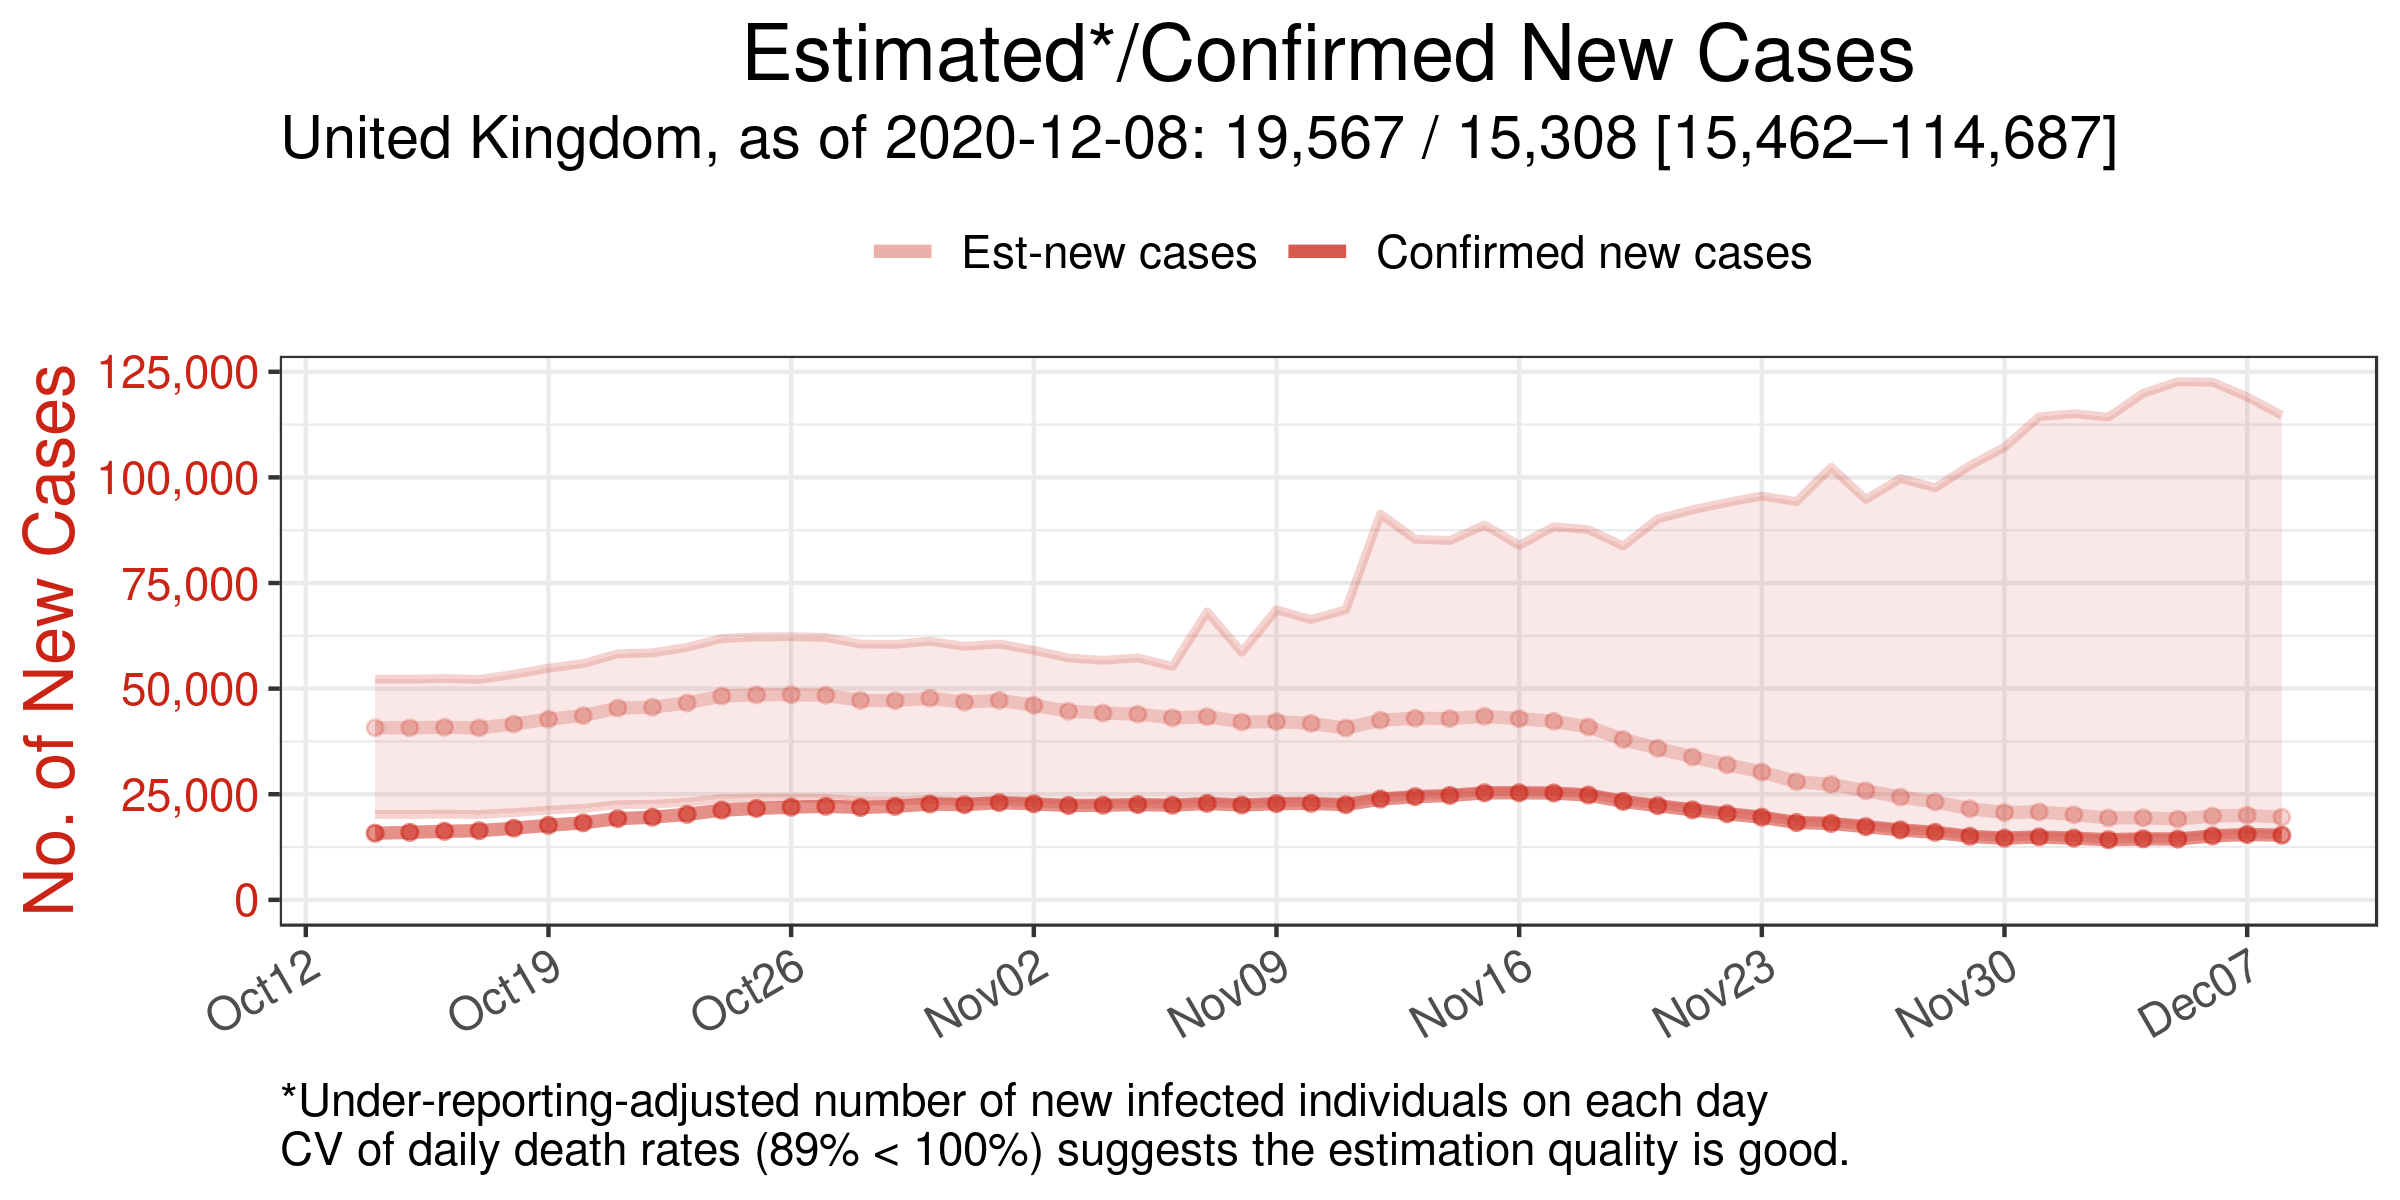 Estimated*/Confirmed New Cases
United Kingdom, as of 2020-12-08: 19,567 / 15,308 [15,462–114,687]
Est-new cases
Confirmed new cases
No. of New Cases
125,000
100,000
75,000
50,000
25,000
0
Oct12
Oct19
Oct26
Nov02
Nov09
Nov16
Nov23
Nov30
Dec07
*Under-reporting-adjusted number of new infected individuals on each day
CV of daily death rates (89% < 100%) suggests the estimation quality is good.